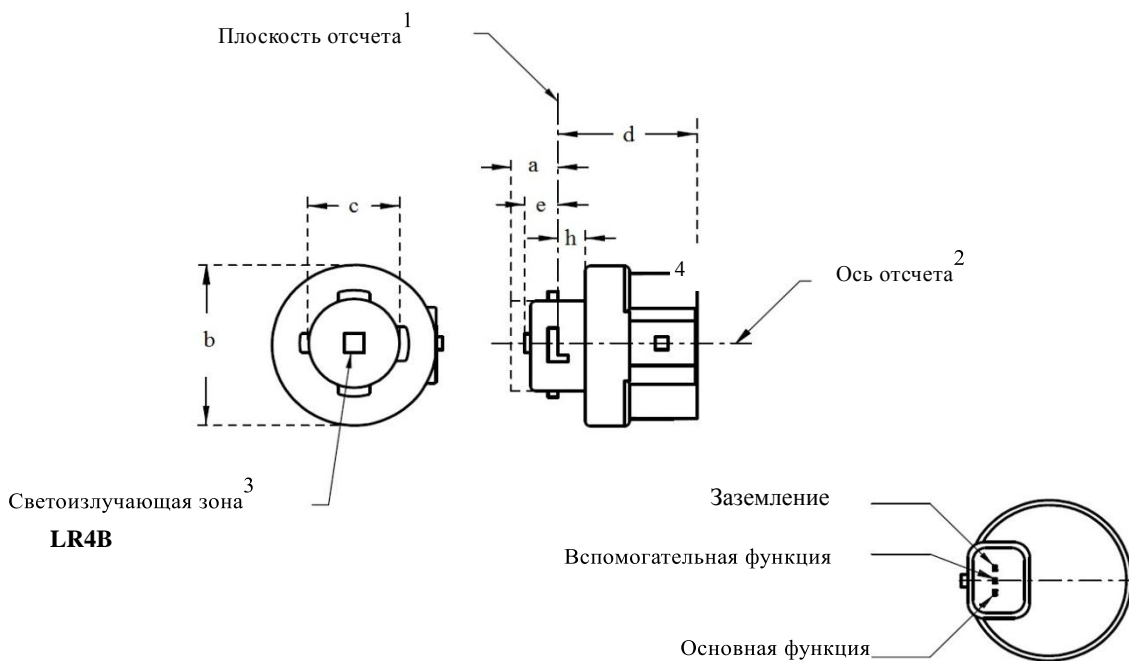 Плоскость отсчета1
d
a
e
c
h
4
Ось отсчета2
b
Светоизлучающая зона3
LR4B
Заземление
Вспомогательная функция
Основная функция